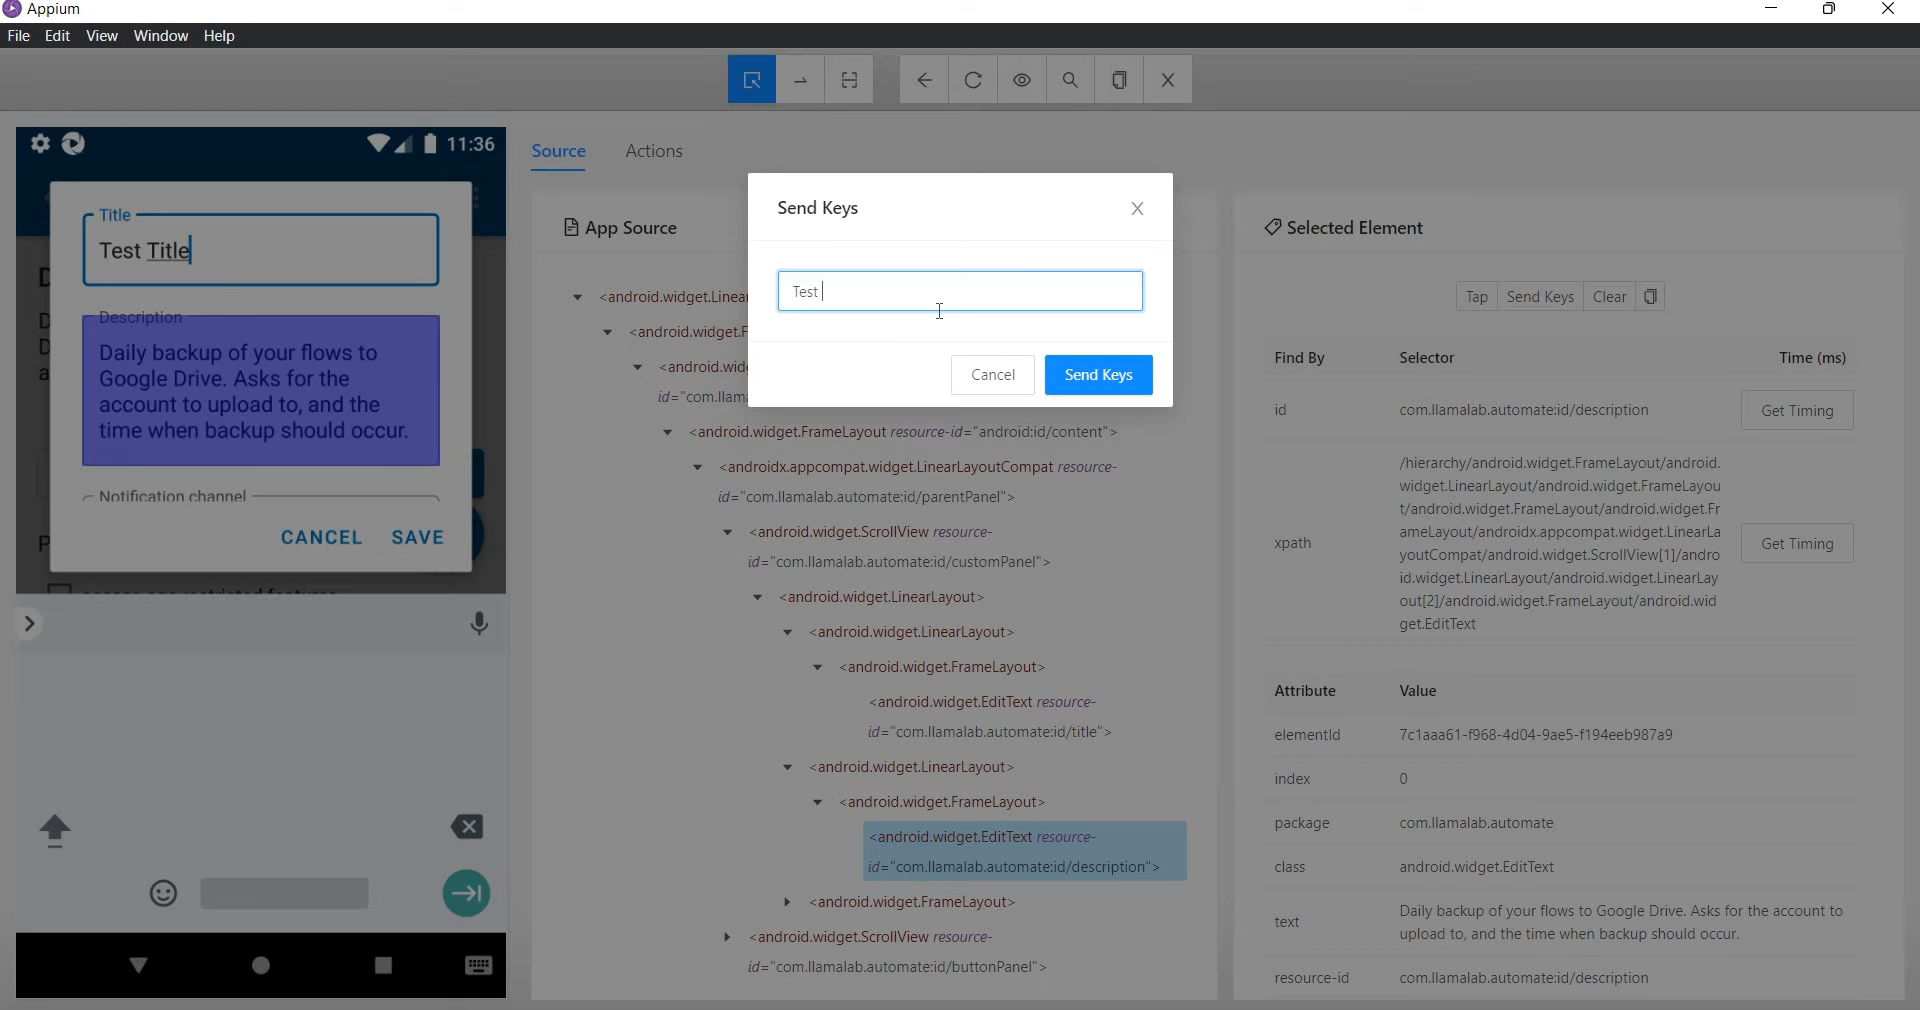 Appium
File Edit View Window Help
11:36
Title
Test Title
Description
Daily backup of your flows to
Google Drive. Asks for the
account to upload to, and the
time when backup should occur.
Notification channel
CANCEL SAVE
Source Actions
App Source
<android.widget.Linear
<android.widget.F
<android.wid
id="com.llama
<android.widget.FrameLayout resource-id="android:id/content">
<androidx.appcompat.widget.LinearLayoutCompat resource-
id="com.llamalab.automate:id/parentPanel">
<android.widget.ScrollView resource-
id="com.llamalab.automate:id/customPanel">
<android.widget.LinearLayout>
<android.widget.LinearLayout>
<android.widget.FrameLayout>
<android.widget.EditText resource-
id="com.llamalab.automate:id/title">
<android.widget.LinearLayout>
<android.widget.FrameLayout>
<android.widget.EditText resource-
id="com.llamalab.automate:id/description">
<android.widget.FrameLayout>
<android.widget.ScrollView resource-
id="com.llamalab.automate:id/buttonPanel">
Send Keys
Test
Cancel Send Keys
Selected Element
Tap Send Keys Clear
Find By Selector Time (ms)
id com.llamalab.automate:id/description Get Timing
xpath
/hierarchy/android.widget.FrameLayout/android.
widget.LinearLayout/android.widget.FrameLayou
t/android.widget.FrameLayout/android.widget.Fr
ameLayout/androidx.appcompat.widget.LinearLa
youtCompat/android.widget.ScrollView[1]/andro
id.widget.LinearLayout/android.widget.LinearLay
out[2]/android.widget.FrameLayout/android.wid
get.EditText
Get Timing
Attribute Value
elementId 7c1aaa61-f968-4d04-9ae5-f194eeb987a9
index 0
package com.llamalab.automate
class android.widget.EditText
text Daily backup of your flows to Google Drive. Asks for the account to
upload to, and the time when backup should occur.
resource-id com.llamalab.automate:id/description